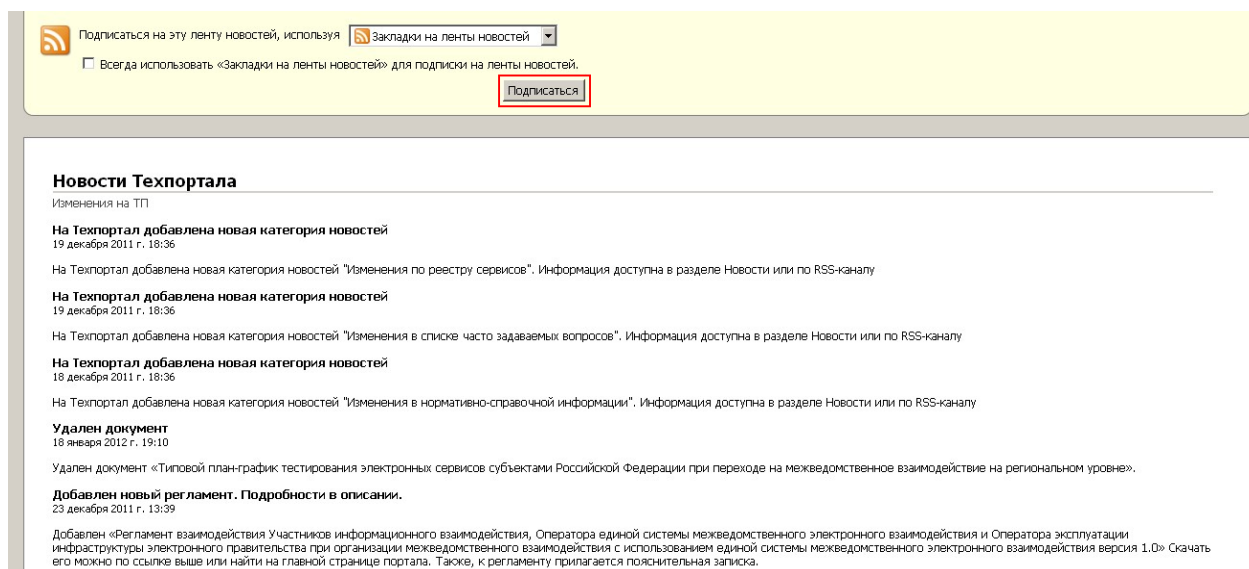 Подписаться на эту ленту новостей, используя Закладки на ленты новостей
Всегда использовать «Закладки на ленты новостей» для подписки на ленты новостей.
Подписаться
Новости Техпортала
Изменения на ТП
На Техпортал добавлена новая категория новостей
19 декабря 2011 г. 18:36
На Техпортал добавлена новая категория новостей "Изменения по реестру сервисов". Информация доступна в разделе Новости или по RSS-каналу
На Техпортал добавлена новая категория новостей
19 декабря 2011 г. 18:36
На Техпортал добавлена новая категория новостей "Изменения в списке часто задаваемых вопросов". Информация доступна в разделе Новости или по RSS-каналу
На Техпортал добавлена новая категория новостей
18 декабря 2011 г. 18:36
На Техпортал добавлена новая категория новостей "Изменения в нормативно-справочной информации". Информация доступна в разделе Новости или по RSS-каналу
Удален документ
18 января 2012 г. 19:10
Удален документ «Типовой план-график тестирования электронных сервисов субъектами Российской Федерации при переходе на межведомственное взаимодействие на региональном уровне».
Добавлен новый регламент. Подробности в описании.
23 декабря 2011 г. 13:39
Добавлен «Регламент взаимодействия Участников информационного взаимодействия, Оператора единой системы межведомственного электронного взаимодействия и Оператора эксплуатации
инфраструктуры электронного правительства при организации межведомственного взаимодействия с использованием единой системы межведомственного электронного взаимодействия версия 1.0» Скачать
его можно по ссылке выше или найти на главной странице портала. Также, к регламенту прилагается пояснительная записка.